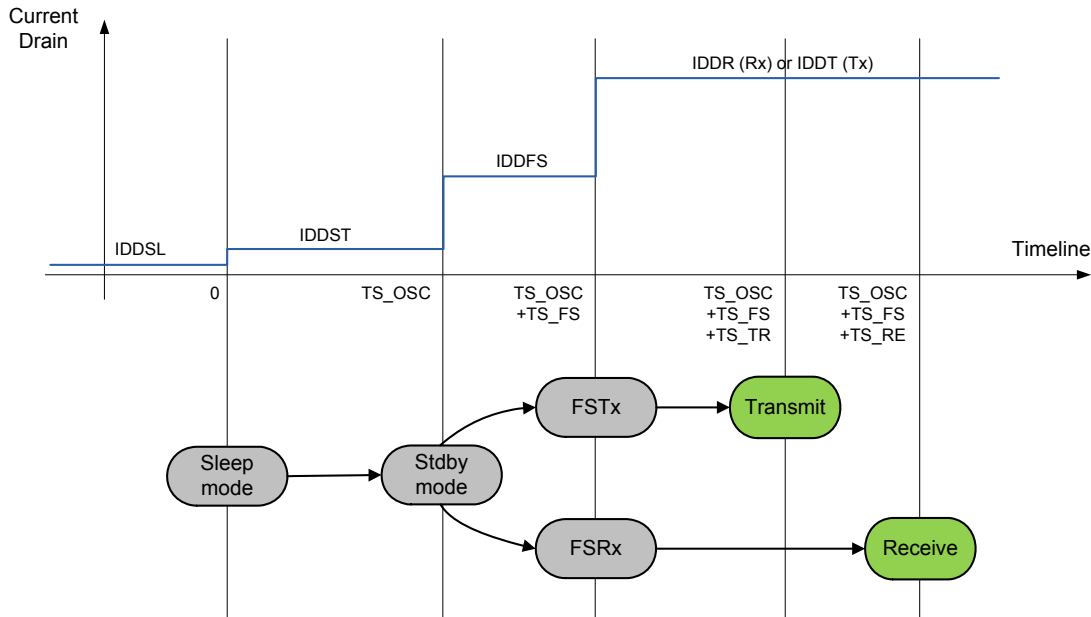 Current
Drain
IDDR (Rx) or IDDT (Tx)
IDDFS
IDDST
IDDSL
Timeline
0
TS_OSC
TS_OSC
+TS_FS
TS_OSC
+TS_FS
+TS_TR
TS_OSC
+TS_FS
+TS_RE
FSTx
Transmit
Sleep
mode
Stdby
mode
FSRx
Receive